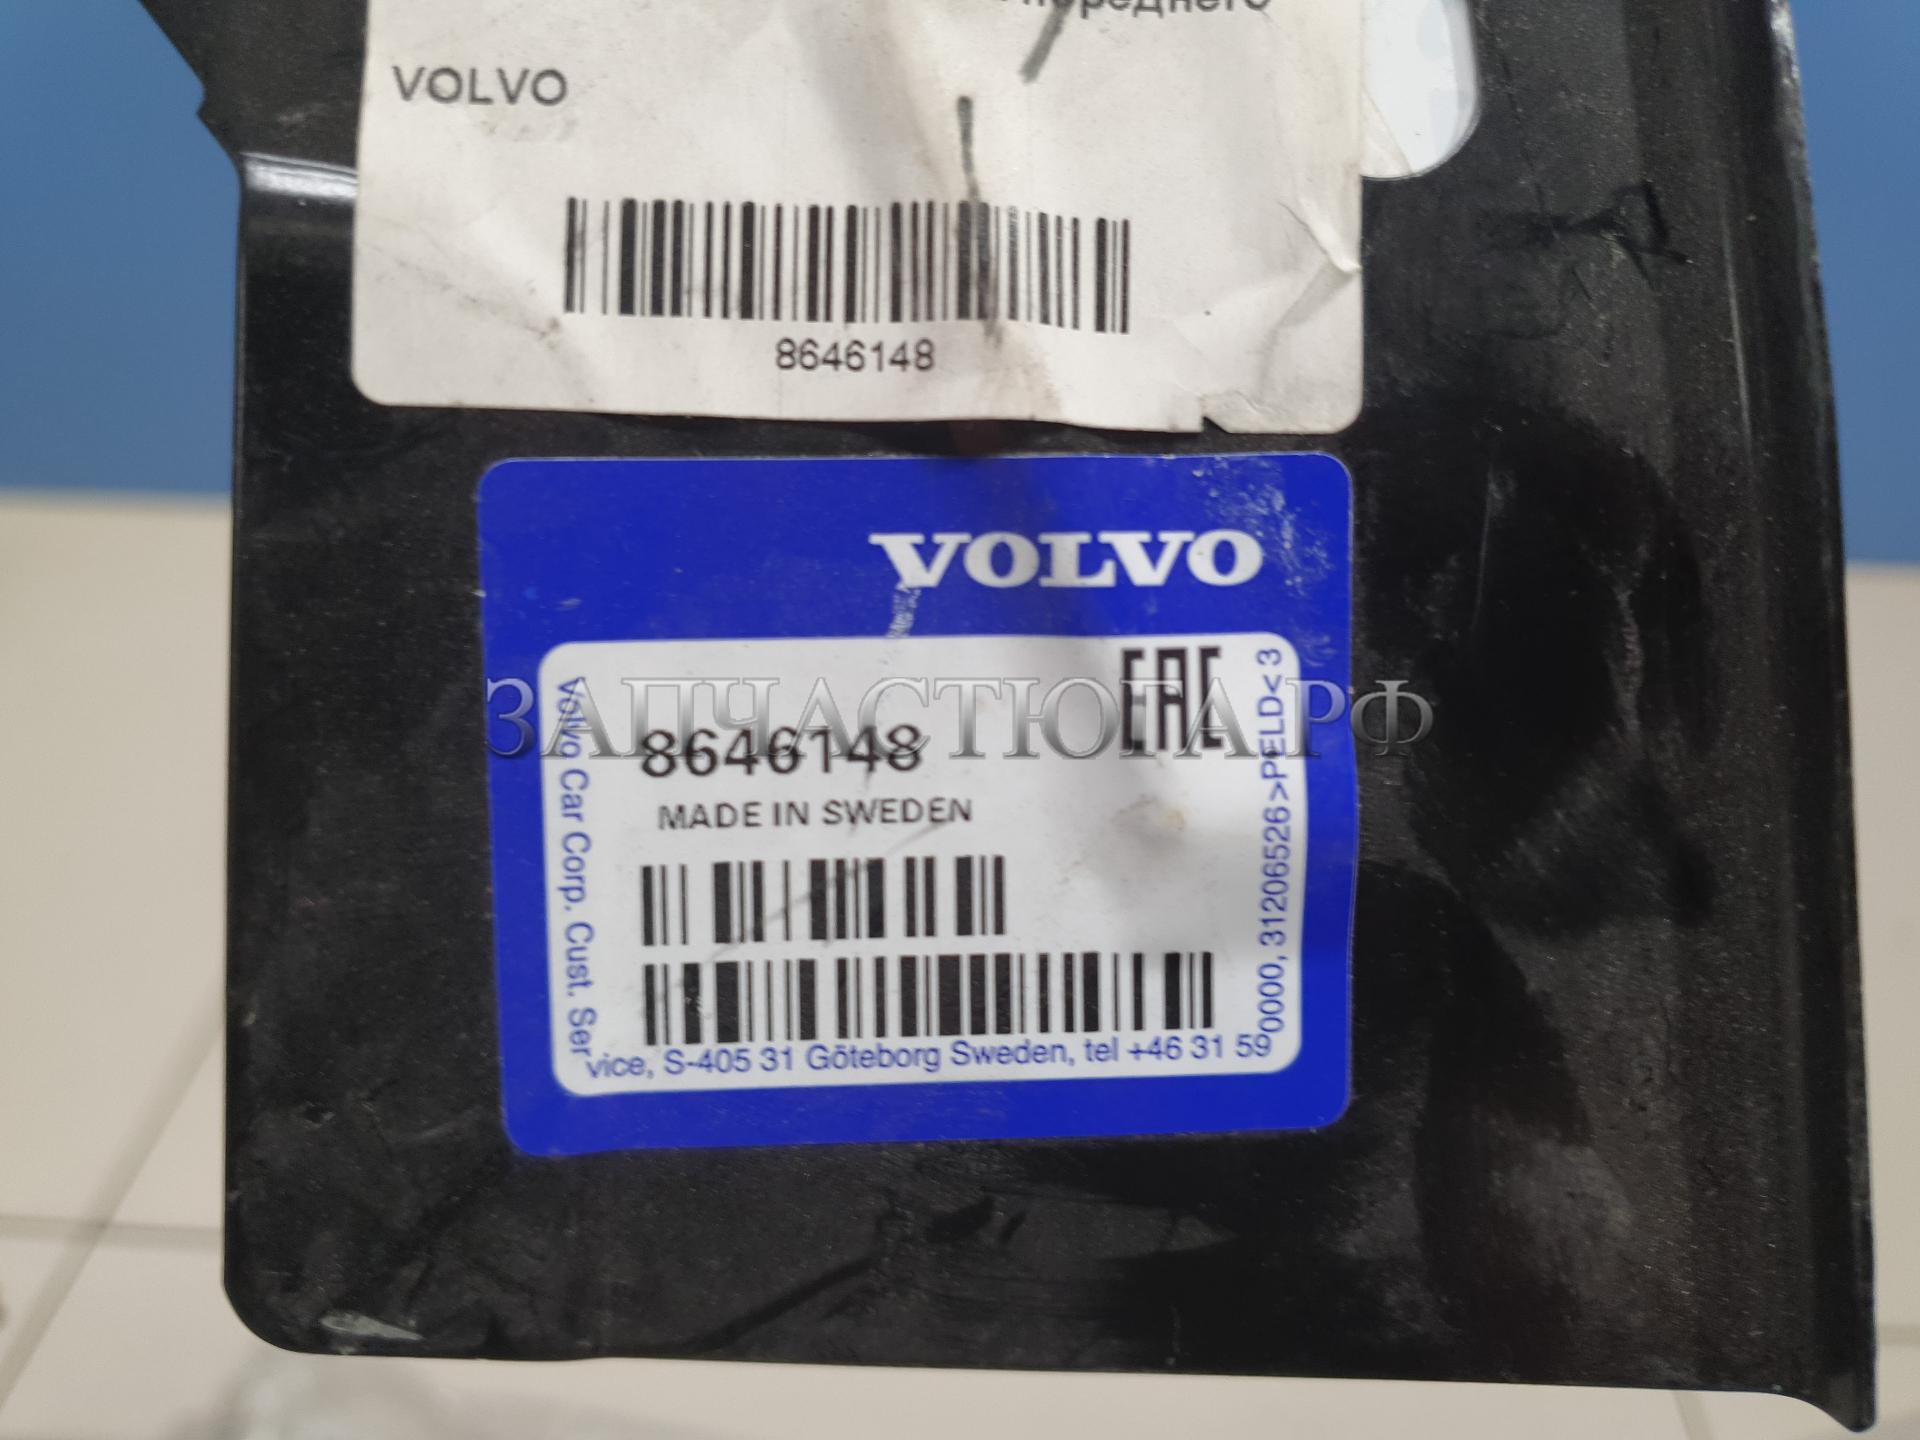 переднего
VOLVO
8646148
VOLVO
EAC
ЗАПЧАСТЮГА.РФ
8646148
MADE IN SWEDEN
Volvo Car Corp. Cust. Service, S-405 31 Göteborg Sweden, tel +46 31 59 0000, 31206526 >PELD< 3